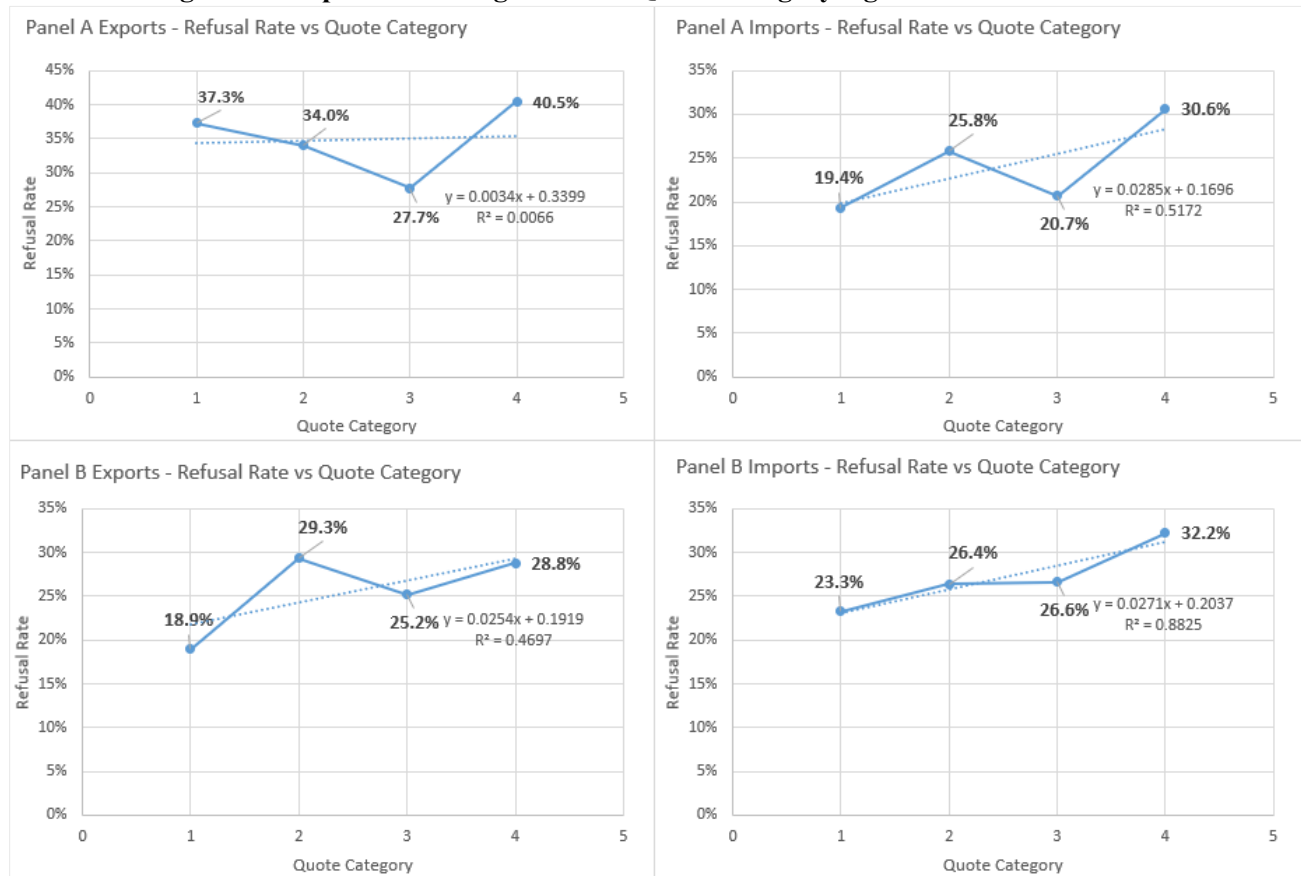 Panel A Exports - Refusal Rate vs Quote Category
45%
40%
35%
30%
25%
20%
15%
10%
5%
0%
Refusal Rate
37.3%
34.0%
27.7%
40.5%
y = 0.0034x + 0.3399
R² = 0.0066
0 1 2 3 4 5
Quote Category
Panel A Imports - Refusal Rate vs Quote Category
35%
30%
25%
20%
15%
10%
5%
0%
Refusal Rate
19.4%
25.8%
20.7%
30.6%
y = 0.0285x + 0.1696
R² = 0.5172
0 1 2 3 4 5
Quote Category
Panel B Exports - Refusal Rate vs Quote Category
35%
30%
25%
20%
15%
10%
5%
0%
Refusal Rate
18.9%
29.3%
25.2%
28.8%
y = 0.0254x + 0.1919
R² = 0.4697
0 1 2 3 4 5
Quote Category
Panel B Imports - Refusal Rate vs Quote Category
35%
30%
25%
20%
15%
10%
5%
0%
Refusal Rate
23.3%
26.4%
26.6%
32.2%
y = 0.0271x + 0.2037
R² = 0.8825
0 1 2 3 4 5
Quote Category